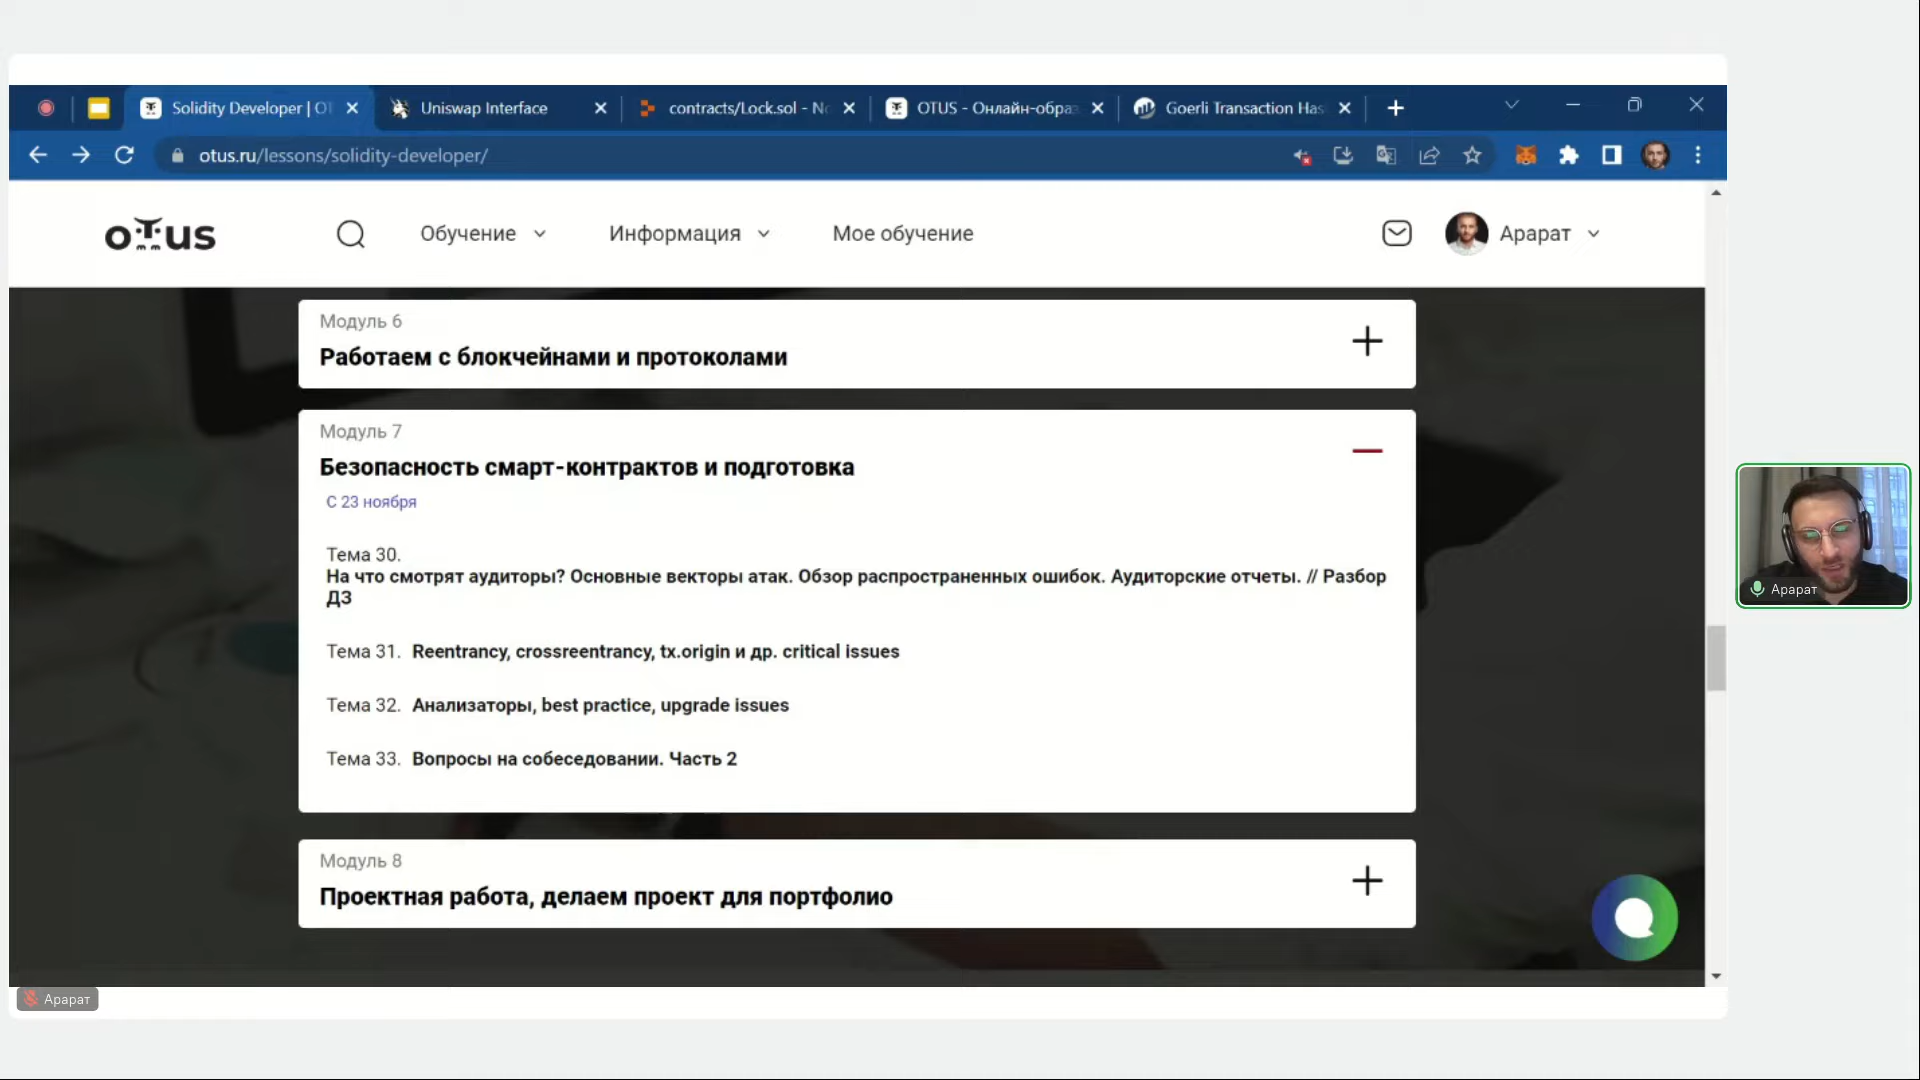 Solidity Developer | OT
Uniswap Interface
contracts/Lock.sol - No
OTUS - Онлайн-образ
Goerli Transaction Has
otus.ru/lessons/solidity-developer/
OTUS
Обучение
Информация
Мое обучение
Арарат
Модуль 6
Работаем с блокчейнами и протоколами
Модуль 7
Безопасность смарт-контрактов и подготовка
С 23 ноября
Тема 30.
На что смотрят аудиторы? Основные векторы атак. Обзор распространенных ошибок. Аудиторские отчеты. // Разбор
ДЗ
Тема 31. Reentrancy, crossreentrancy, tx.origin и др. critical issues
Тема 32. Анализаторы, best practice, upgrade issues
Тема 33. Вопросы на собеседовании. Часть 2
Модуль 8
Проектная работа, делаем проект для портфолио
Арарат
Арарат